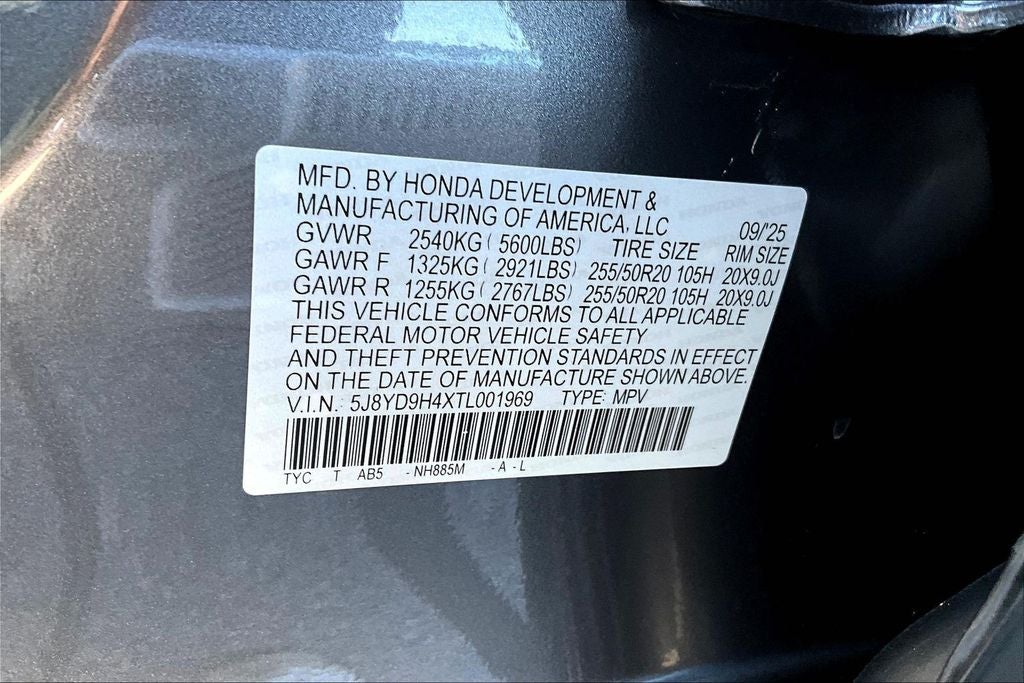 MFD. BY HONDA DEVELOPMENT &
MANUFACTURING OF AMERICA, LLC 09/'25
GVWR 2540KG ( 5600LBS) TIRE SIZE RIM SIZE
GAWR F 1325KG ( 2921LBS) 255/50R20 105H 20X9.0J
GAWR R 1255KG ( 2767LBS) 255/50R20 105H 20X9.0J
THIS VEHICLE CONFORMS TO ALL APPLICABLE
FEDERAL MOTOR VEHICLE SAFETY
AND THEFT PREVENTION STANDARDS IN EFFECT
ON THE DATE OF MANUFACTURE SHOWN ABOVE.
V.I.N.: 5J8YD9H4XTL001969 TYPE: MPV
TYC T AB5 - NH885M - A - L